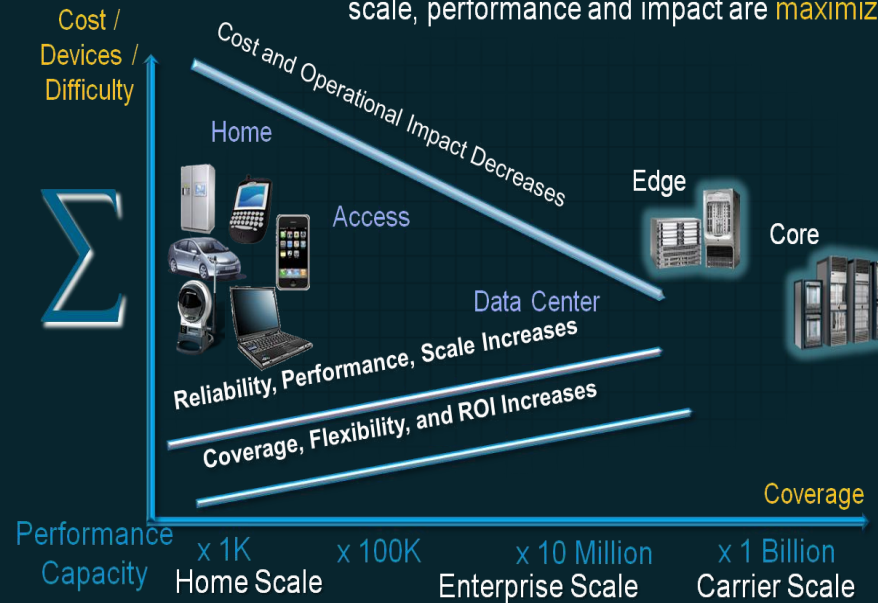 scale, performance and impact are maximiz
Cost /
Devices /
Difficulty
Cost and Operational Impact Decreases
Home
Edge
Access
Core
Σ
Data Center
Reliability, Performance, Scale Increases
Coverage, Flexibility, and ROI Increases
Coverage
Performance
Capacity
x 1K
x 100K
x 10 Million
x 1 Billion
Home Scale
Enterprise Scale
Carrier Scale